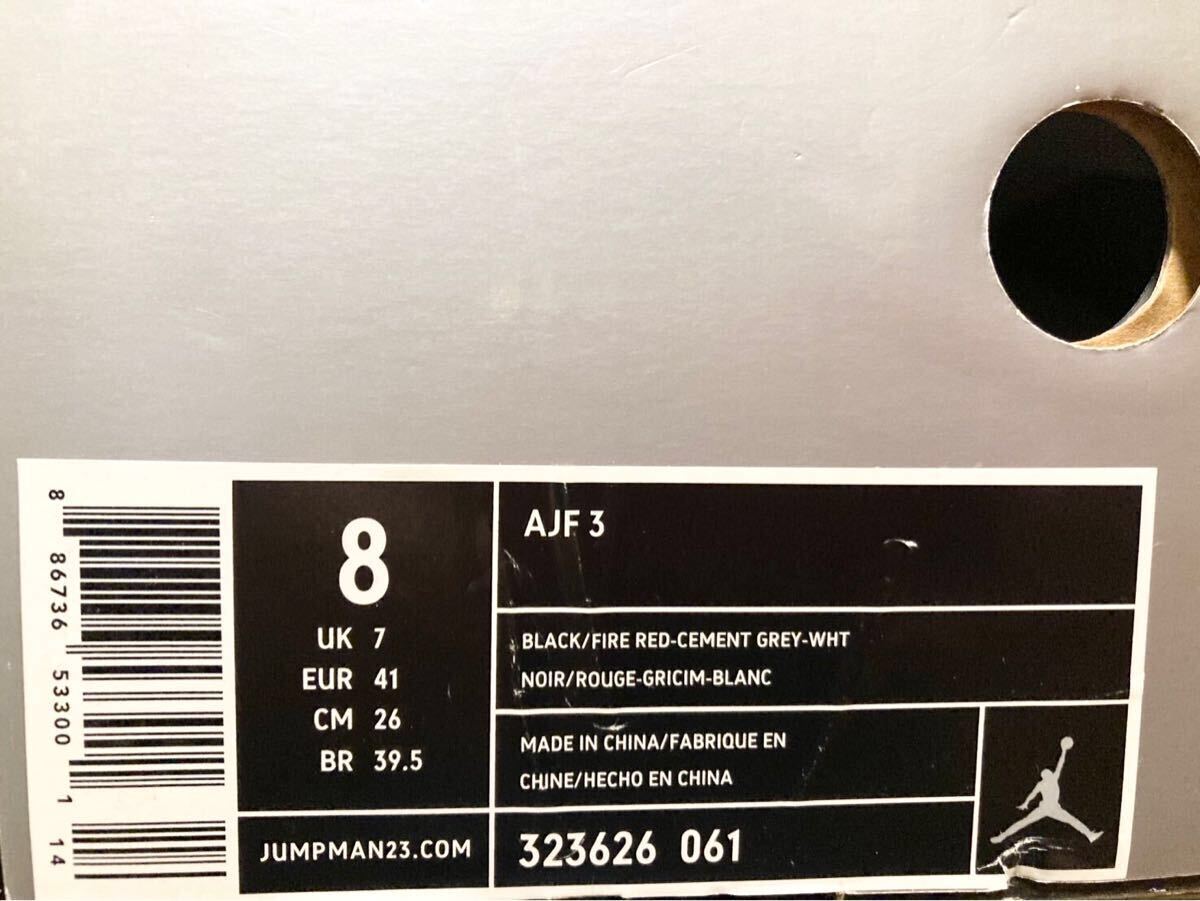 8 86736 53300 1 14
8
UK 7
EUR 41
CM 26
BR 39.5
JUMPMAN23.COM
AJF 3
BLACK/FIRE RED-CEMENT GREY-WHT
NOIR/ROUGE-GRICIM-BLANC
MADE IN CHINA/FABRIQUE EN
CHINE/HECHO EN CHINA
323626 061